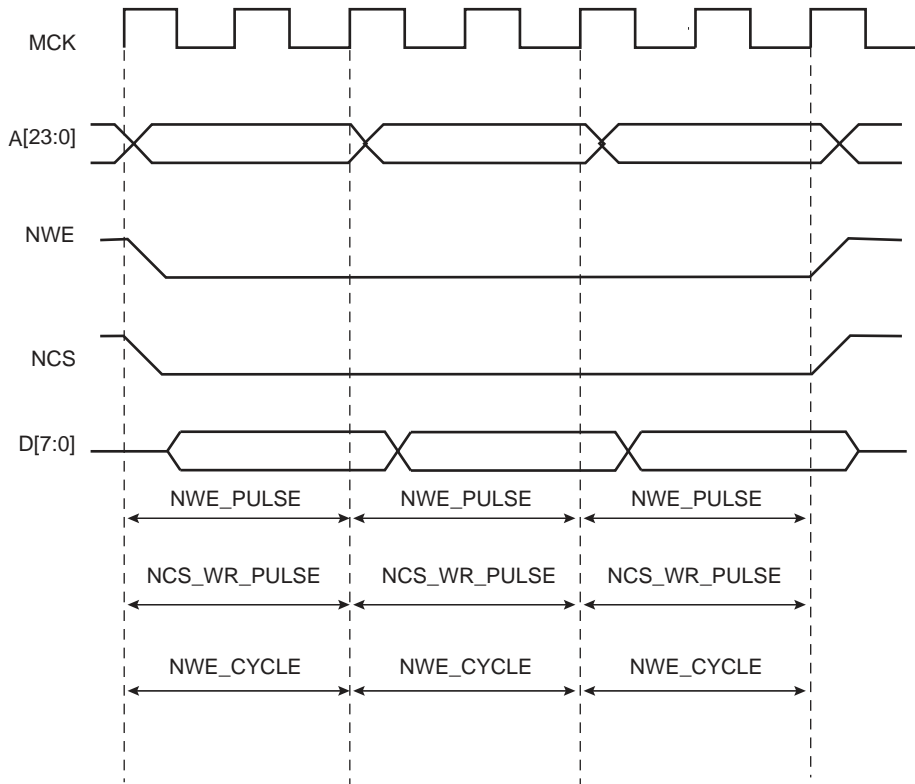 MCK
A[23:0]
NWE
NCS
D[7:0]
NWE_PULSE NWE_PULSE NWE_PULSE
NCS_WR_PULSE NCS_WR_PULSE NCS_WR_PULSE
NWE_CYCLE NWE_CYCLE NWE_CYCLE